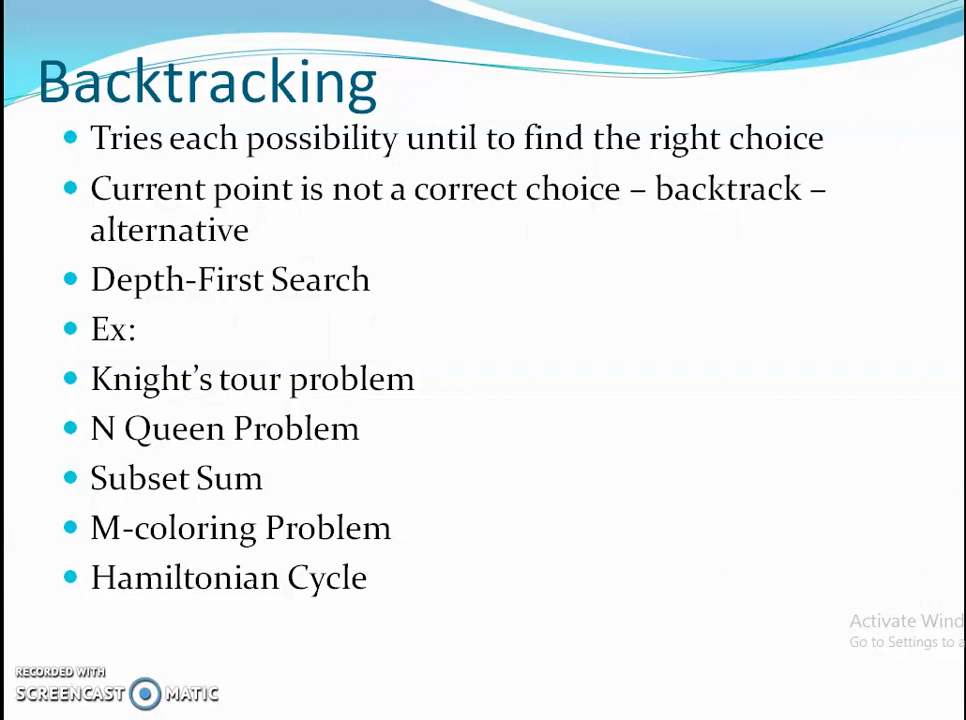 Backtracking
Tries each possibility until to find the right choice
Current point is not a correct choice – backtrack –
alternative
Depth-First Search
Ex:
Knight's tour problem
N Queen Problem
Subset Sum
M-coloring Problem
Hamiltonian Cycle
Activate Wind
Go to Settings to a
RECORDED WITH
SCREENCAST MATIC